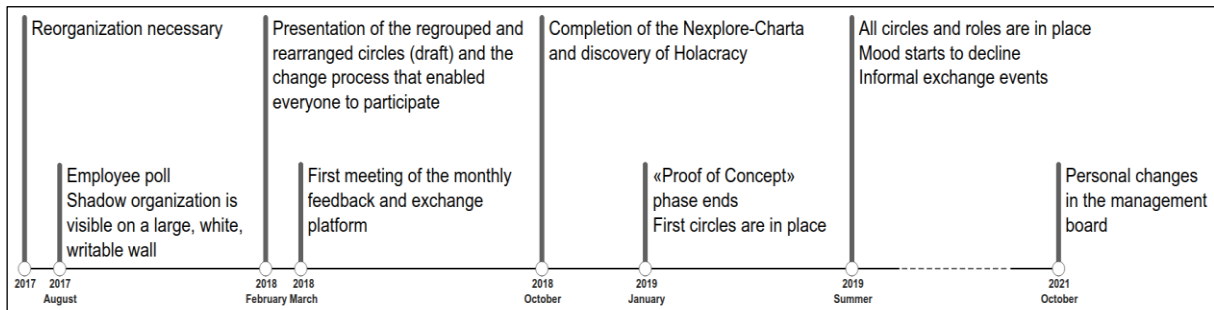 Reorganization necessary
Presentation of the regrouped and
rearranged circles (draft) and the
change process that enabled
everyone to participate
Completion of the Nexplore-Charta
and discovery of Holacracy
All circles and roles are in place
Mood starts to decline
Informal exchange events
Employee poll
Shadow organization is
visible on a large, white,
writable wall
First meeting of the monthly
feedback and exchange
platform
«Proof of Concept»
phase ends
First circles are in place
Personal changes
in the management
board
2017
2017
August
2018
February
2018
March
2018
October
2019
January
2019
Summer
2021
October